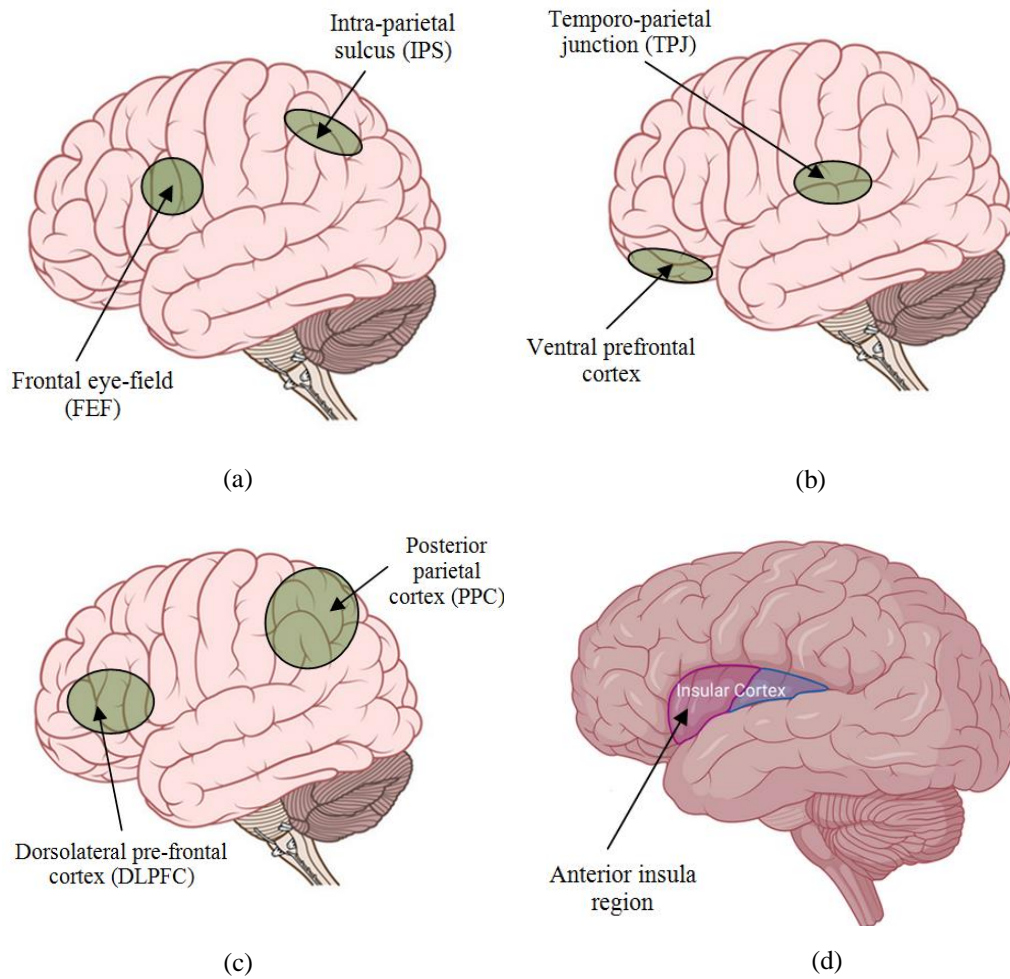 Intra-parietal
sulcus (IPS)
Frontal eye-field
(FEF)
(a)
Temporo-parietal
junction (TPJ)
Ventral prefrontal
cortex
(b)
Posterior
parietal
cortex (PPC)
Dorsolateral pre-frontal
cortex (DLPFC)
(c)
Insular Cortex
Anterior insula
region
(d)